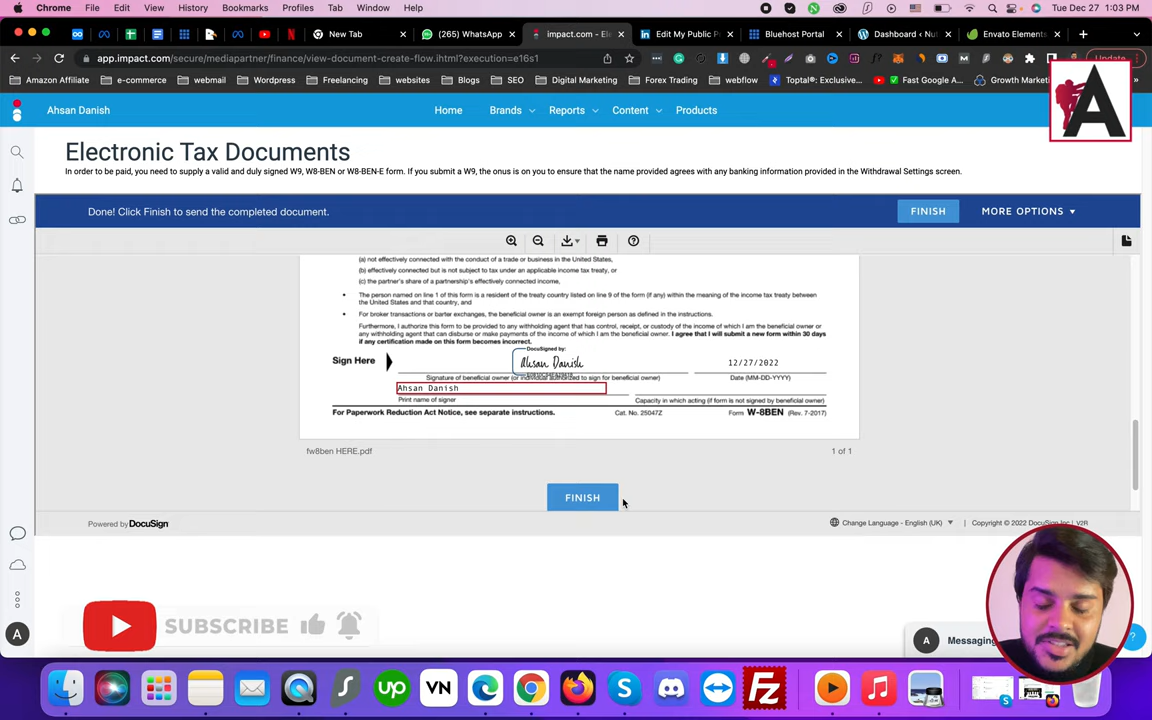 Chrome File Edit View History Bookmarks Profiles Tab Window Help Tue Dec 27 1:03 PM
New Tab (265) WhatsApp impact.com - Ele Edit My Public P Bluehost Portal Dashboard ‹ Nut Envato Elements
app.impact.com/secure/mediapartner/finance/view-document-create-flow.ihtml?execution=e16s1 Update
Amazon Affiliate e-commerce webmail Wordpress Freelancing websites Blogs SEO Digital Marketing Forex Trading webflow Toptal®: Exclusive... Fast Google A... Growth Marketi
A
Ahsan Danish Home Brands Reports Content Products
Electronic Tax Documents
In order to be paid, you need to supply a valid and duly signed W9, W8-BEN or W8-BEN-E form. If you submit a W9, the onus is on you to ensure that the name provided agrees with any banking information provided in the Withdrawal Settings screen.
Done! Click Finish to send the completed document. FINISH MORE OPTIONS
(a) not effectively connected with the conduct of a trade or business in the United States,
(b) effectively connected but is not subject to tax under an applicable income tax treaty, or
(c) the partner's share of a partnership's effectively connected income,
• The person named on line 1 of this form is a resident of the treaty country listed on line 9 of the form (if any) within the meaning of the income tax treaty between
the United States and that country, and
• For broker transactions or barter exchanges, the beneficial owner is an exempt foreign person as defined in the instructions.
Furthermore, I authorize this form to be provided to any withholding agent that has control, receipt, or custody of the income of which I am the beneficial owner or
any withholding agent that can disburse or make payments of the income of which I am the beneficial owner. I agree that I will submit a new form within 30 days
if any certification made on this form becomes incorrect.
DocuSigned by:
Sign Here Ahsan Danish 12/27/2022
Signature of beneficial owner (or individual authorized to sign for beneficial owner) Date (MM-DD-YYYY)
Ahsan Danish
Print name of signer Capacity in which acting (if form is not signed by beneficial owner)
For Paperwork Reduction Act Notice, see separate instructions. Cat. No. 25047Z Form W-8BEN (Rev. 7-2017)
fw8ben HERE.pdf 1 of 1
FINISH
Powered by DocuSign Change Language - English (UK) | Copyright © 2022 DocuSign Inc. | V2R
SUBSCRIBE
A
A Messaging
up VN Fz